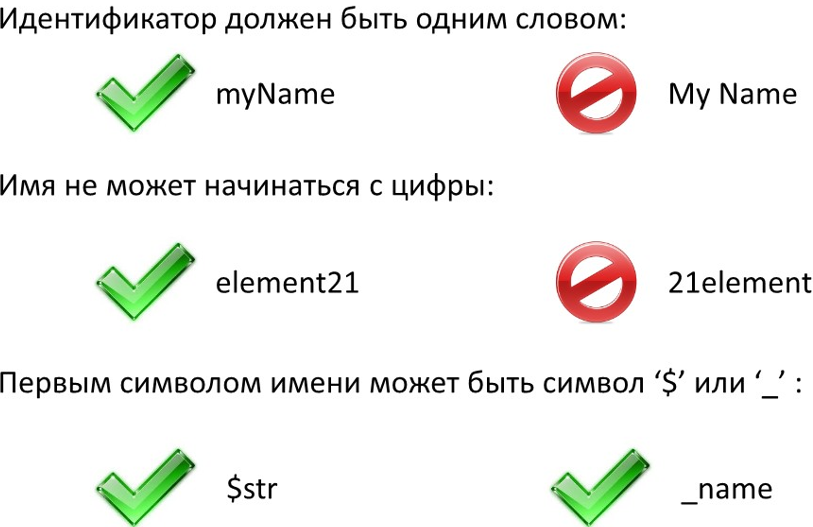 Идентификатор должен быть одним словом:
myName My Name
Имя не может начинаться с цифры:
element21 21element
Первым символом имени может быть символ ‘$’ или ‘_’ :
$str _name